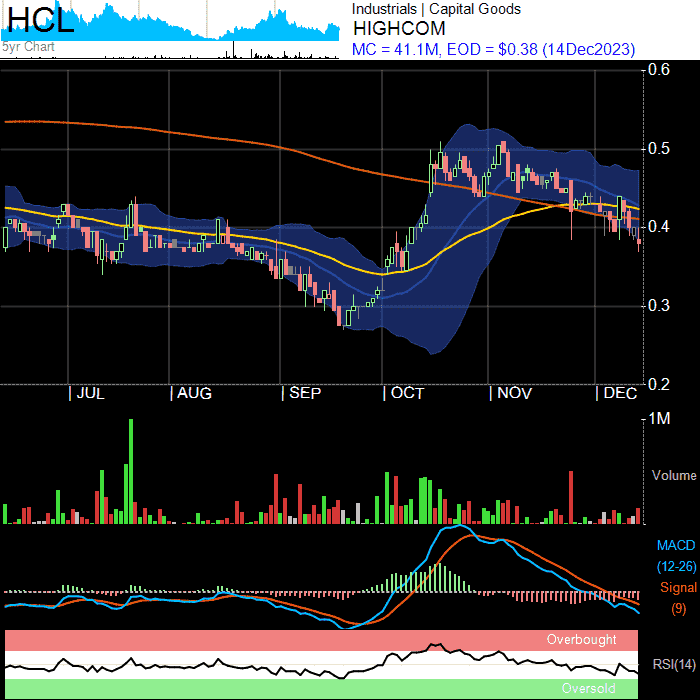 HCL
5yr Chart
Industrials | Capital Goods
HIGHCOM
MC = 41.1M, EOD = $0.38 (14Dec2023)
0.6
0.5
0.4
0.3
0.2
| JUL | AUG | SEP | OCT | NOV | DEC
1M
Volume
MACD
(12-26)
Signal
(9)
Overbought
RSI(14)
Oversold